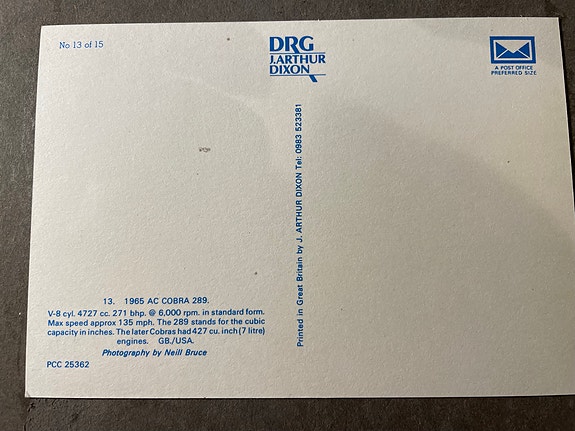 No 13 of 15
DRG
J.ARTHUR
DIXON
A POST OFFICE
PREFERRED SIZE
Printed in Great Britain by J. ARTHUR DIXON Tel: 0983 523381
13. 1965 AC COBRA 289.
V-8 cyl. 4727 cc. 271 bhp. @ 6,000 rpm. in standard form.
Max speed approx 135 mph. The 289 stands for the cubic
capacity in inches. The later Cobras had 427 cu. inch (7 litre)
engines. GB./USA.
Photography by Neill Bruce
PCC 25362